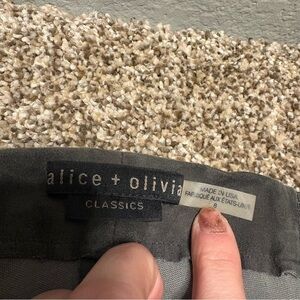 alice + olivia
CLASSICS
MADE IN USA
FABRIQUÉ AUX ÉTATS-UNIS
8